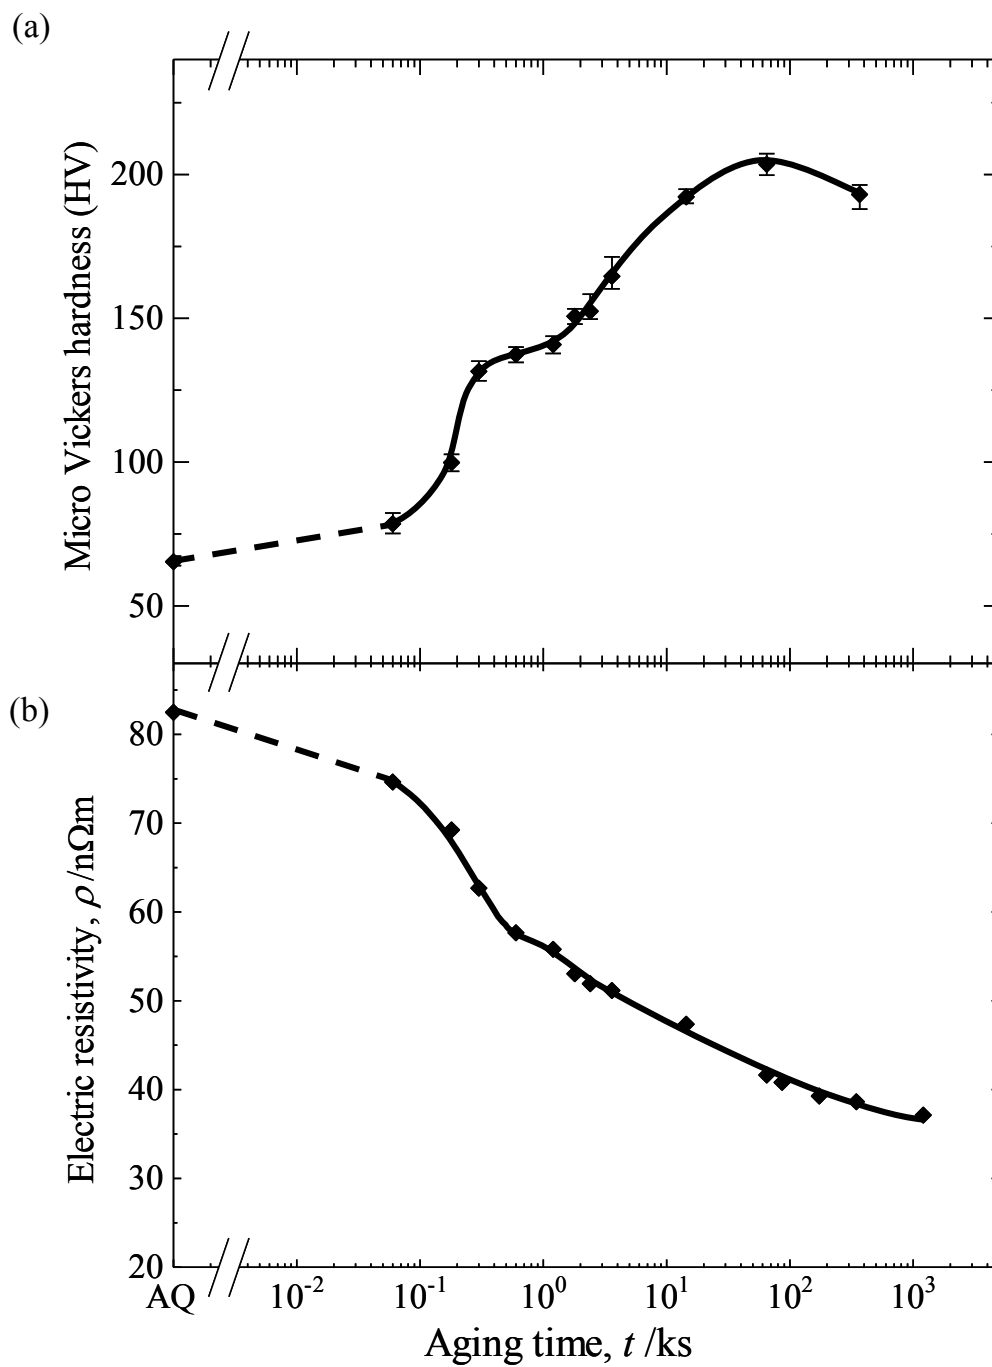 (a)
Micro Vickers hardness (HV)
200
150
100
50
(b)
Electric resistivity, ρ/nΩm
80
70
60
50
40
30
20
AQ 10⁻² 10⁻¹ 10⁰ 10¹ 10² 10³
Aging time, t /ks